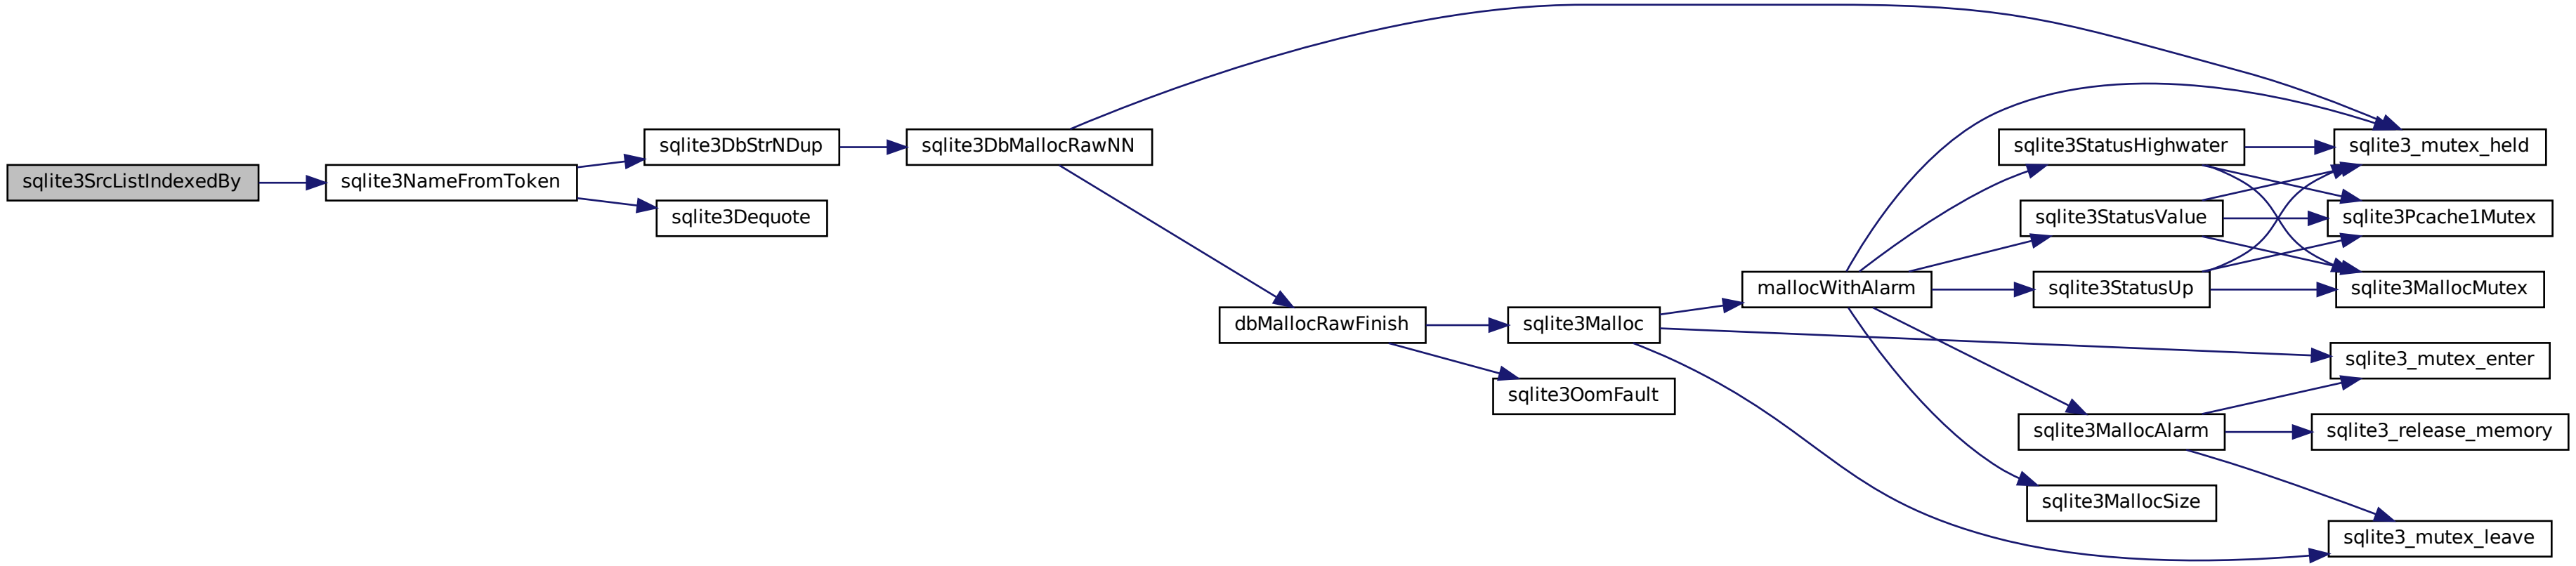 sqlite3SrcListIndexedBy
sqlite3NameFromToken
sqlite3DbStrNDup
sqlite3Dequote
sqlite3DbMallocRawNN
dbMallocRawFinish
sqlite3Malloc
sqlite3OomFault
mallocWithAlarm
sqlite3StatusHighwater
sqlite3StatusValue
sqlite3StatusUp
sqlite3MallocAlarm
sqlite3MallocSize
sqlite3_mutex_held
sqlite3Pcache1Mutex
sqlite3MallocMutex
sqlite3_mutex_enter
sqlite3_release_memory
sqlite3_mutex_leave